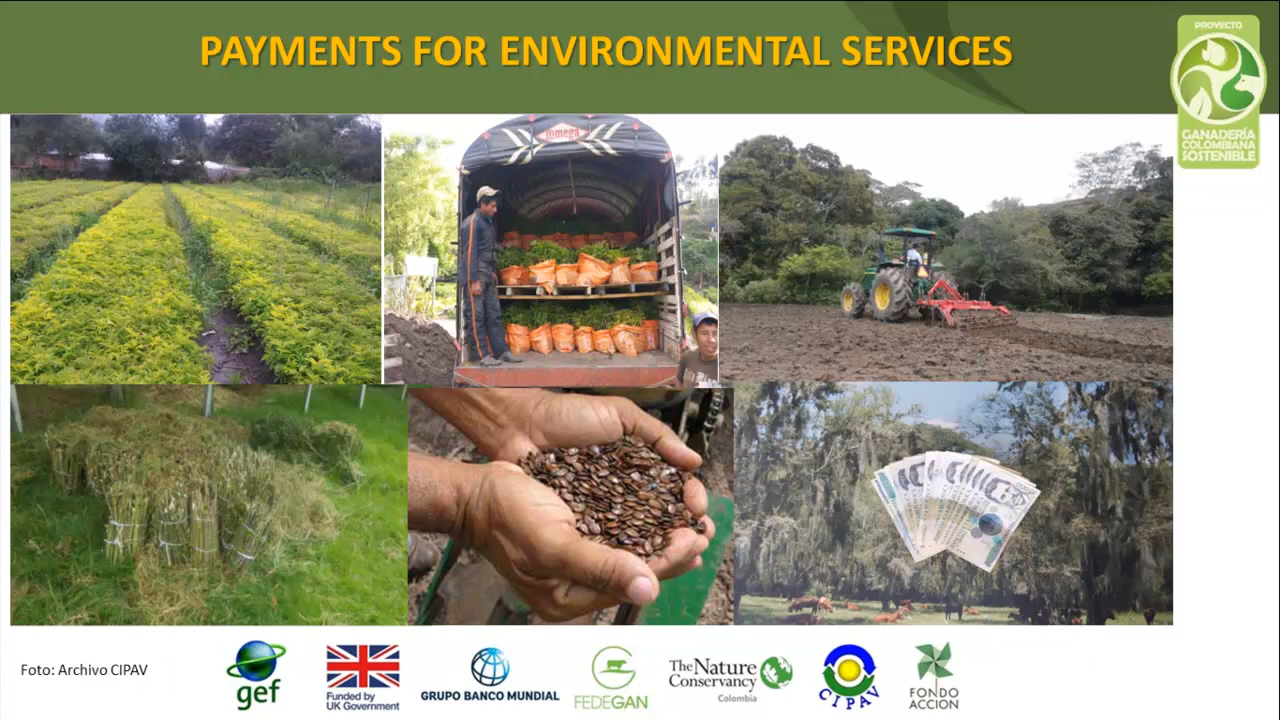 PAYMENTS FOR ENVIRONMENTAL SERVICES
PROYECTO
GANADERÍA
COLOMBIANA
SOSTENIBLE
Omega
Foto: Archivo CIPAV
gef
Funded by
UK Government
GRUPO BANCO MUNDIAL
FEDEGAN
The Nature
Conservancy
Colombia
CIPAV
FONDO
ACCION